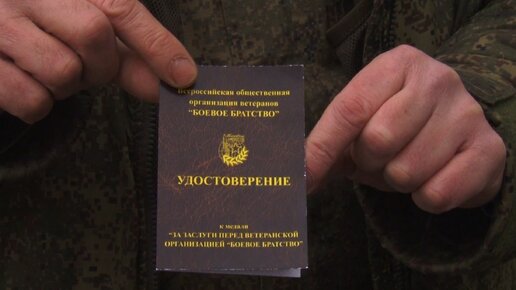 Всероссийская общественная
организация ветеранов
"БОЕВОЕ БРАТСТВО"
УДОСТОВЕРЕНИЕ
к медали
"ЗА ЗАСЛУГИ ПЕРЕД ВЕТЕРАНСКОЙ
ОРГАНИЗАЦИЕЙ "БОЕВОЕ БРАТСТВО"